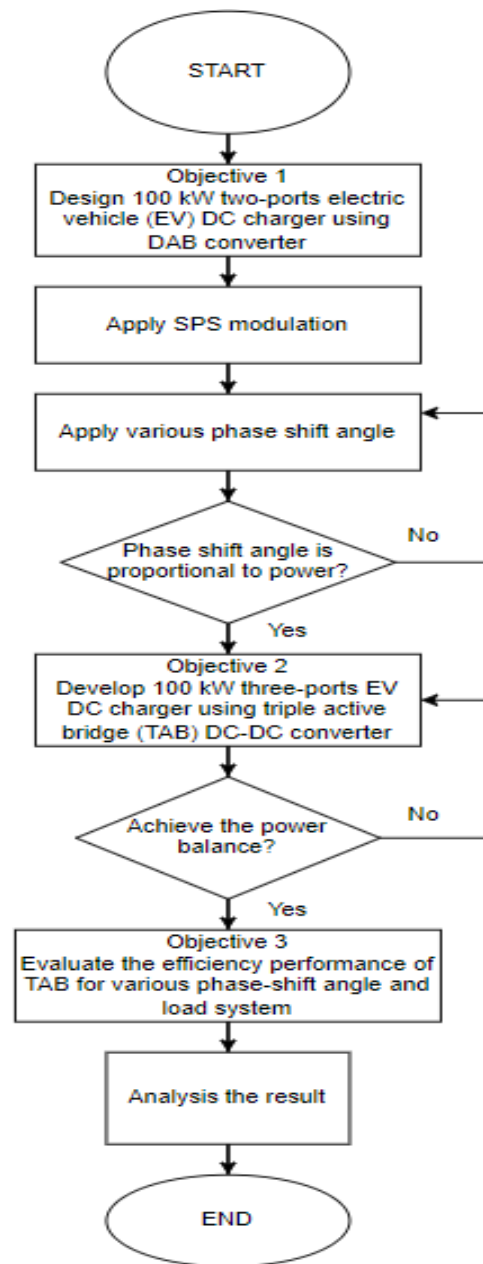 START
Objective 1
Design 100 kW two-ports electric
vehicle (EV) DC charger using
DAB converter
Apply SPS modulation
Apply various phase shift angle
Phase shift angle is
proportional to power?
No
Yes
Objective 2
Develop 100 kW three-ports EV
DC charger using triple active
bridge (TAB) DC-DC converter
Achieve the power
balance?
No
Yes
Objective 3
Evaluate the efficiency performance of
TAB for various phase-shift angle and
load system
Analysis the result
END